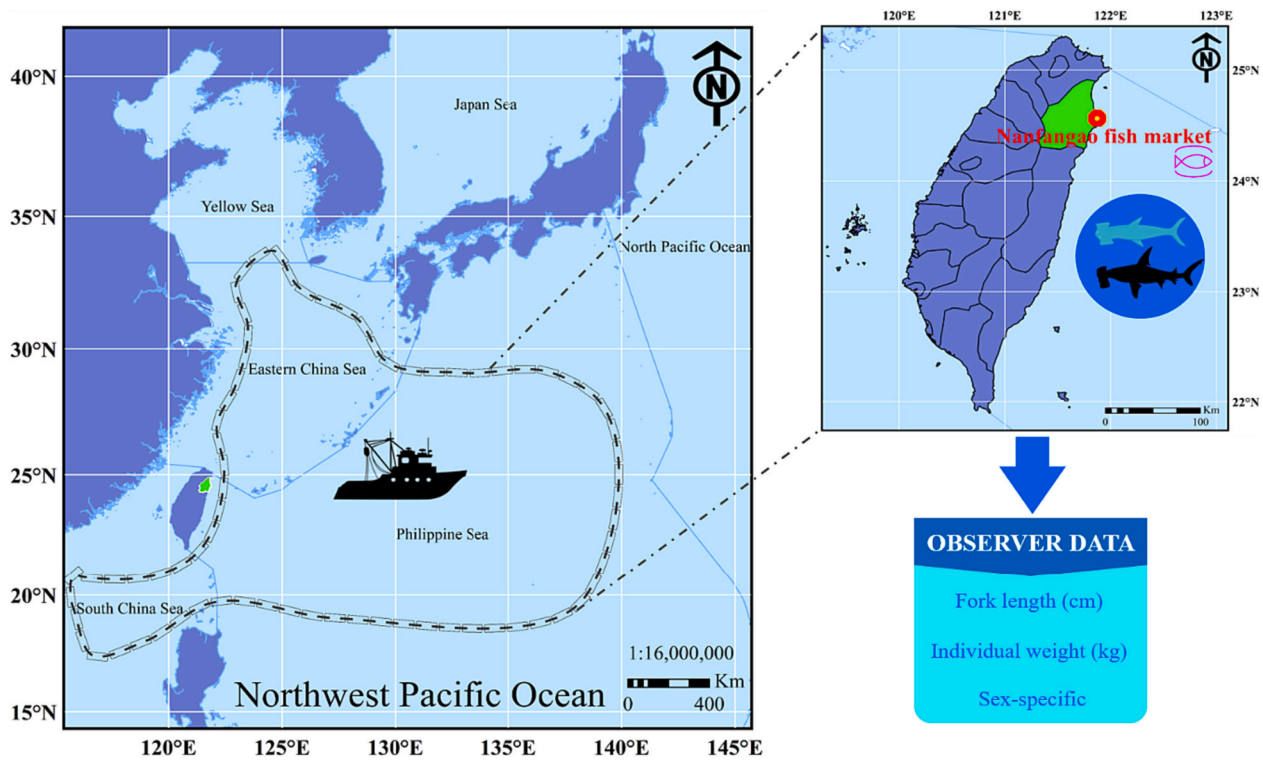 40°N
35°N
30°N
25°N
20°N
15°N
120°E
125°E
130°E
135°E
140°E
145°E
N
Japan Sea
Yellow Sea
North Pacific Ocean
Eastern China Sea
Philippine Sea
South China Sea
1:16,000,000
Km
0 400
Northwest Pacific Ocean
120°E
121°E
122°E
123°E
N
25°N
24°N
23°N
22°N
Nanfangao fish market
Km
0 100
OBSERVER DATA
Fork length (cm)
Individual weight (kg)
Sex-specific